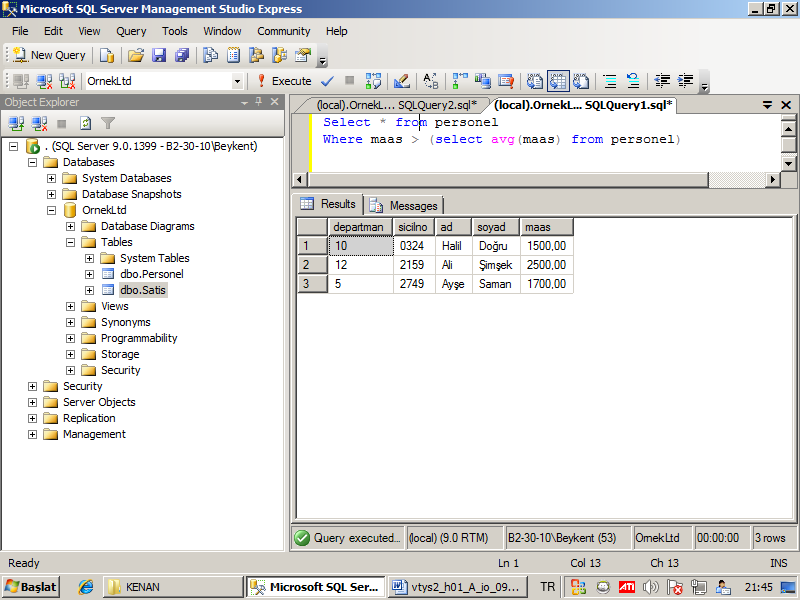 Microsoft SQL Server Management Studio Express
File Edit View Query Tools Window Community Help
New Query
OrnekLtd Execute
Object Explorer
. (SQL Server 9.0.1399 - B2-30-10\Beykent)
Databases
System Databases
Database Snapshots
OrnekLtd
Database Diagrams
Tables
System Tables
dbo.Personel
dbo.Satis
Views
Synonyms
Programmability
Storage
Security
Security
Server Objects
Replication
Management
(local).OrnekL... SQLQuery2.sql* (local).OrnekL... SQLQuery1.sql*
Select * from personel
Where maas > (select avg(maas) from personel)
Results Messages
departman sicilno ad soyad maas
1 10 0324 Halil Doğru 1500,00
2 12 2159 Ali Şimşek 2500,00
3 5 2749 Ayşe Saman 1700,00
Query executed... (local) (9.0 RTM) B2-30-10\Beykent (53) OrnekLtd 00:00:00 3 rows
Ready Ln 1 Col 13 Ch 13 INS
Başlat KENAN Microsoft SQL Ser... vtys2_h01_A_io_09... TR ATI 21:45